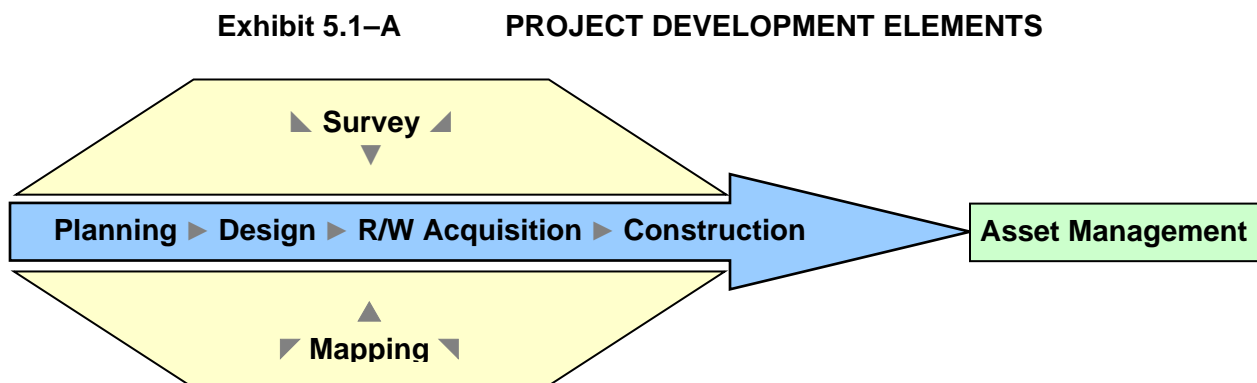 Exhibit 5.1–A PROJECT DEVELOPMENT ELEMENTS
Survey
Planning ► Design ► R/W Acquisition ► Construction
Asset Management
Mapping